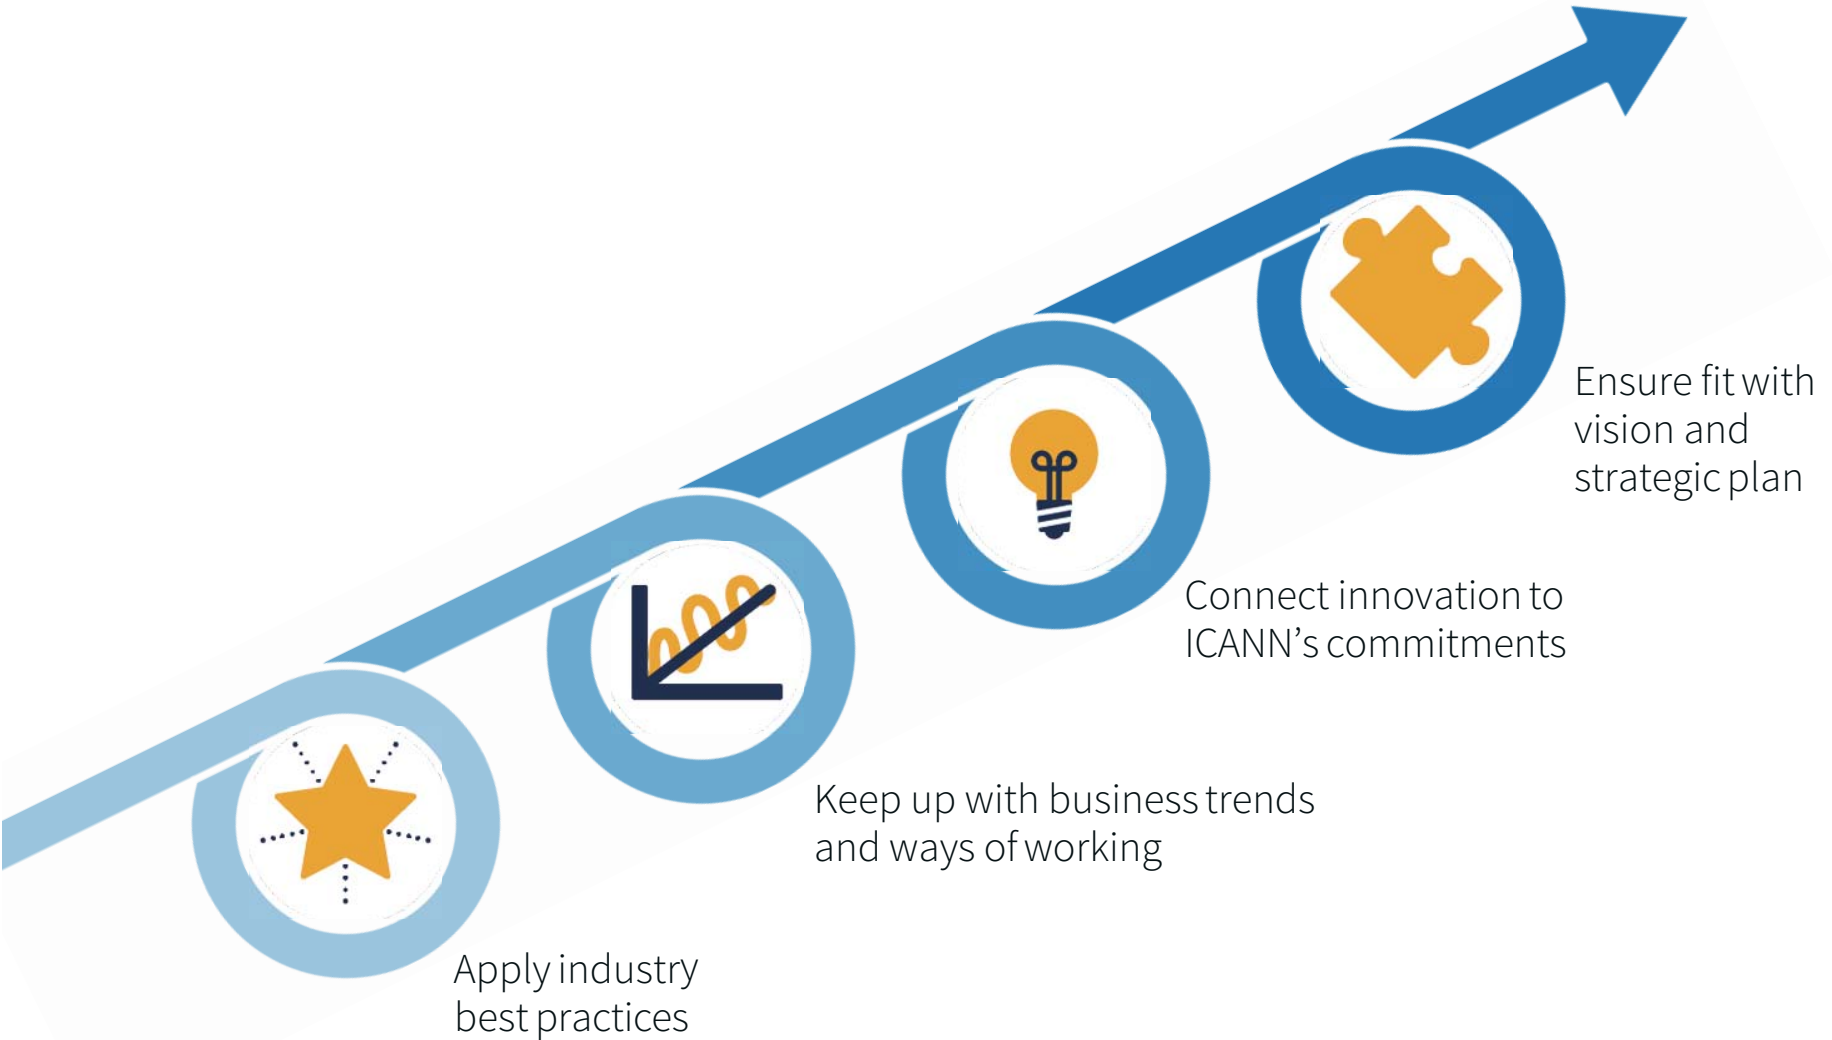 Ensure fit with
vision and
strategic plan
Connect innovation to
ICANN’s commitments
Keep up with business trends
and ways of working
Apply industry
best practices